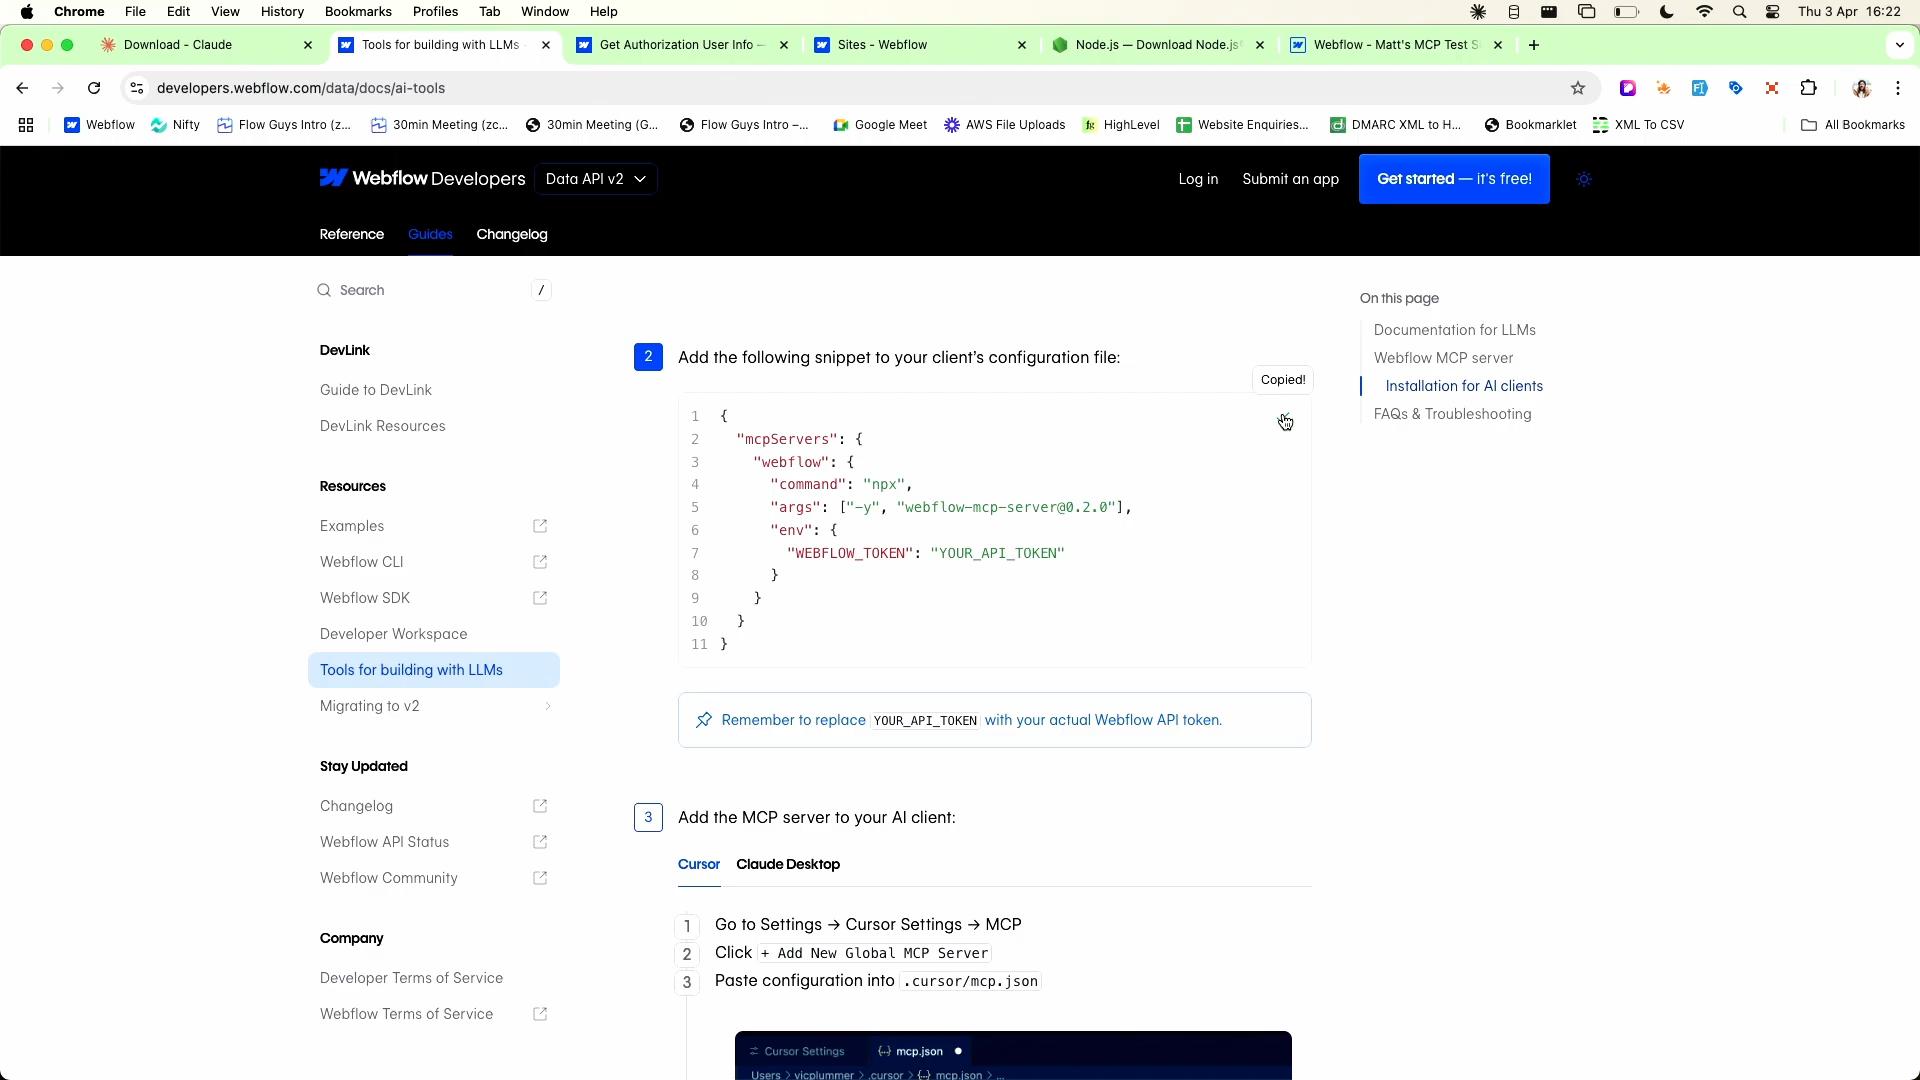 Chrome File Edit View History Bookmarks Profiles Tab Window Help
Thu 3 Apr 16:22
Download - Claude
Tools for building with LLMs
Get Authorization User Info —
Sites - Webflow
Node.js — Download Node.js
Webflow - Matt's MCP Test S
developers.webflow.com/data/docs/ai-tools
Webflow
Nifty
Flow Guys Intro (z...
30min Meeting (zc...
30min Meeting (G...
Flow Guys Intro –...
Google Meet
AWS File Uploads
HighLevel
Website Enquiries...
DMARC XML to H...
Bookmarklet
XML To CSV
All Bookmarks
Webflow Developers
Data API v2
Log in
Submit an app
Get started — it's free!
Reference
Guides
Changelog
Search
/
DevLink
Guide to DevLink
DevLink Resources
Resources
Examples
Webflow CLI
Webflow SDK
Developer Workspace
Tools for building with LLMs
Migrating to v2
Stay Updated
Changelog
Webflow API Status
Webflow Community
Company
Developer Terms of Service
Webflow Terms of Service
2 Add the following snippet to your client's configuration file:
Copied!
1 {
2 "mcpServers": {
3 "webflow": {
4 "command": "npx",
5 "args": ["-y", "webflow-mcp-server@0.2.0"],
6 "env": {
7 "WEBFLOW_TOKEN": "YOUR_API_TOKEN"
8 }
9 }
10 }
11 }
Remember to replace YOUR_API_TOKEN with your actual Webflow API token.
3 Add the MCP server to your AI client:
Cursor
Claude Desktop
1 Go to Settings → Cursor Settings → MCP
2 Click + Add New Global MCP Server
3 Paste configuration into .cursor/mcp.json
Cursor Settings
{..} mcp.json
Users > vicplummer > .cursor > {..} mcp.json > ...
On this page
Documentation for LLMs
Webflow MCP server
Installation for AI clients
FAQs & Troubleshooting